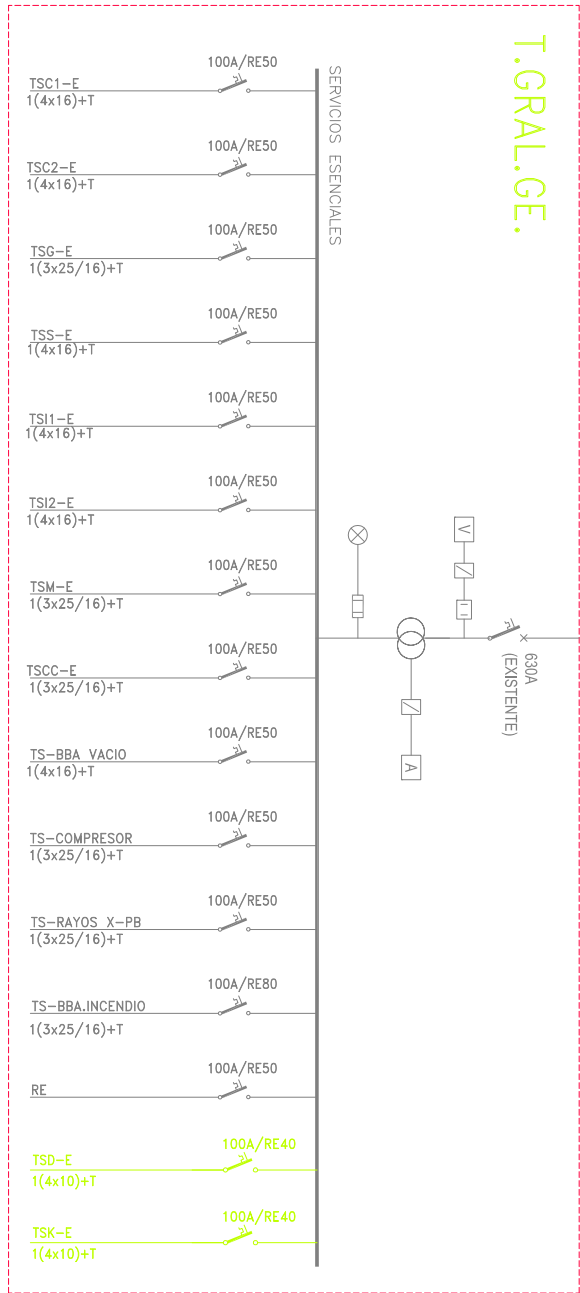 T.GRAL.GE.
SERVICIOS ESENCIALES
100A/RE50
TSC1-E
1(4x16)+T
100A/RE50
TSC2-E
1(4x16)+T
100A/RE50
TSG-E
1(3x25/16)+T
100A/RE50
TSS-E
1(4x16)+T
100A/RE50
TSI1-E
1(4x16)+T
100A/RE50
TSI2-E
1(4x16)+T
V
100A/RE50
TSM-E
1(3x25/16)+T
630A
(EXISTENTE)
100A/RE50
TSCC-E
1(3x25/16)+T
A
100A/RE50
TS-BBA VACIO
1(4x16)+T
100A/RE50
TS-COMPRESOR
1(3x25/16)+T
100A/RE50
TS-RAYOS X-PB
1(3x25/16)+T
100A/RE80
TS-BBA.INCENDIO
1(3x25/16)+T
100A/RE50
RE
100A/RE40
TSD-E
1(4x10)+T
100A/RE40
TSK-E
1(4x10)+T